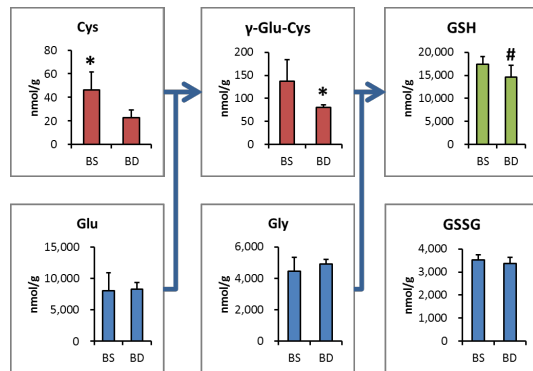 Cys
nmol/g
80
60
40
20
0
*
BS BD
γ-Glu-Cys
nmol/g
200
150
100
50
0
*
BS BD
GSH
nmol/g
20,000
15,000
10,000
5,000
0
#
BS BD
Glu
nmol/g
15,000
10,000
5,000
0
BS BD
Gly
nmol/g
6,000
4,000
2,000
0
BS BD
GSSG
nmol/g
4,000
3,000
2,000
1,000
0
BS BD